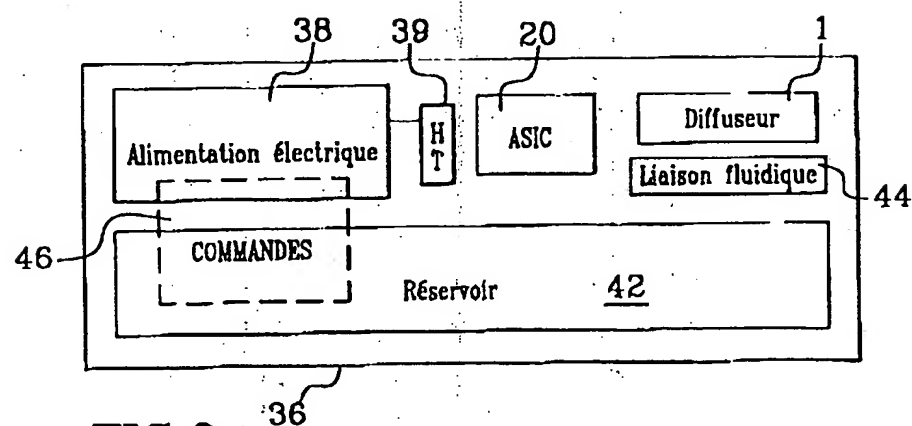 38 39 20 1
Alimentation électrique
H
T
ASIC
Diffuseur
Liaison fluidique
44
46
COMMANDES
Réservoir 42
36